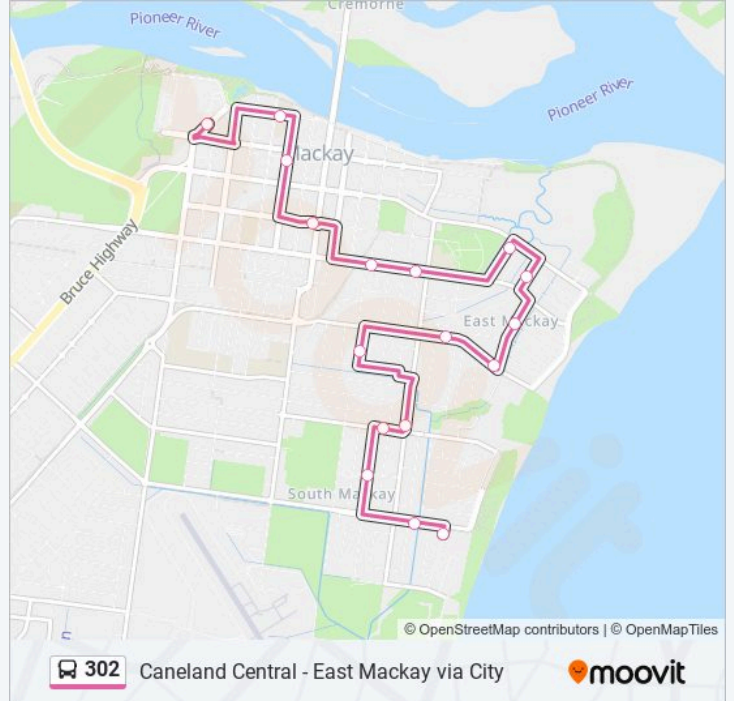 Cremorne
Pioneer River
Pioneer River
Mackay
Bruce Highway
East Mackay
South Mackay
© OpenStreetMap contributors | © OpenMapTiles
302 Caneland Central - East Mackay via City
moovit